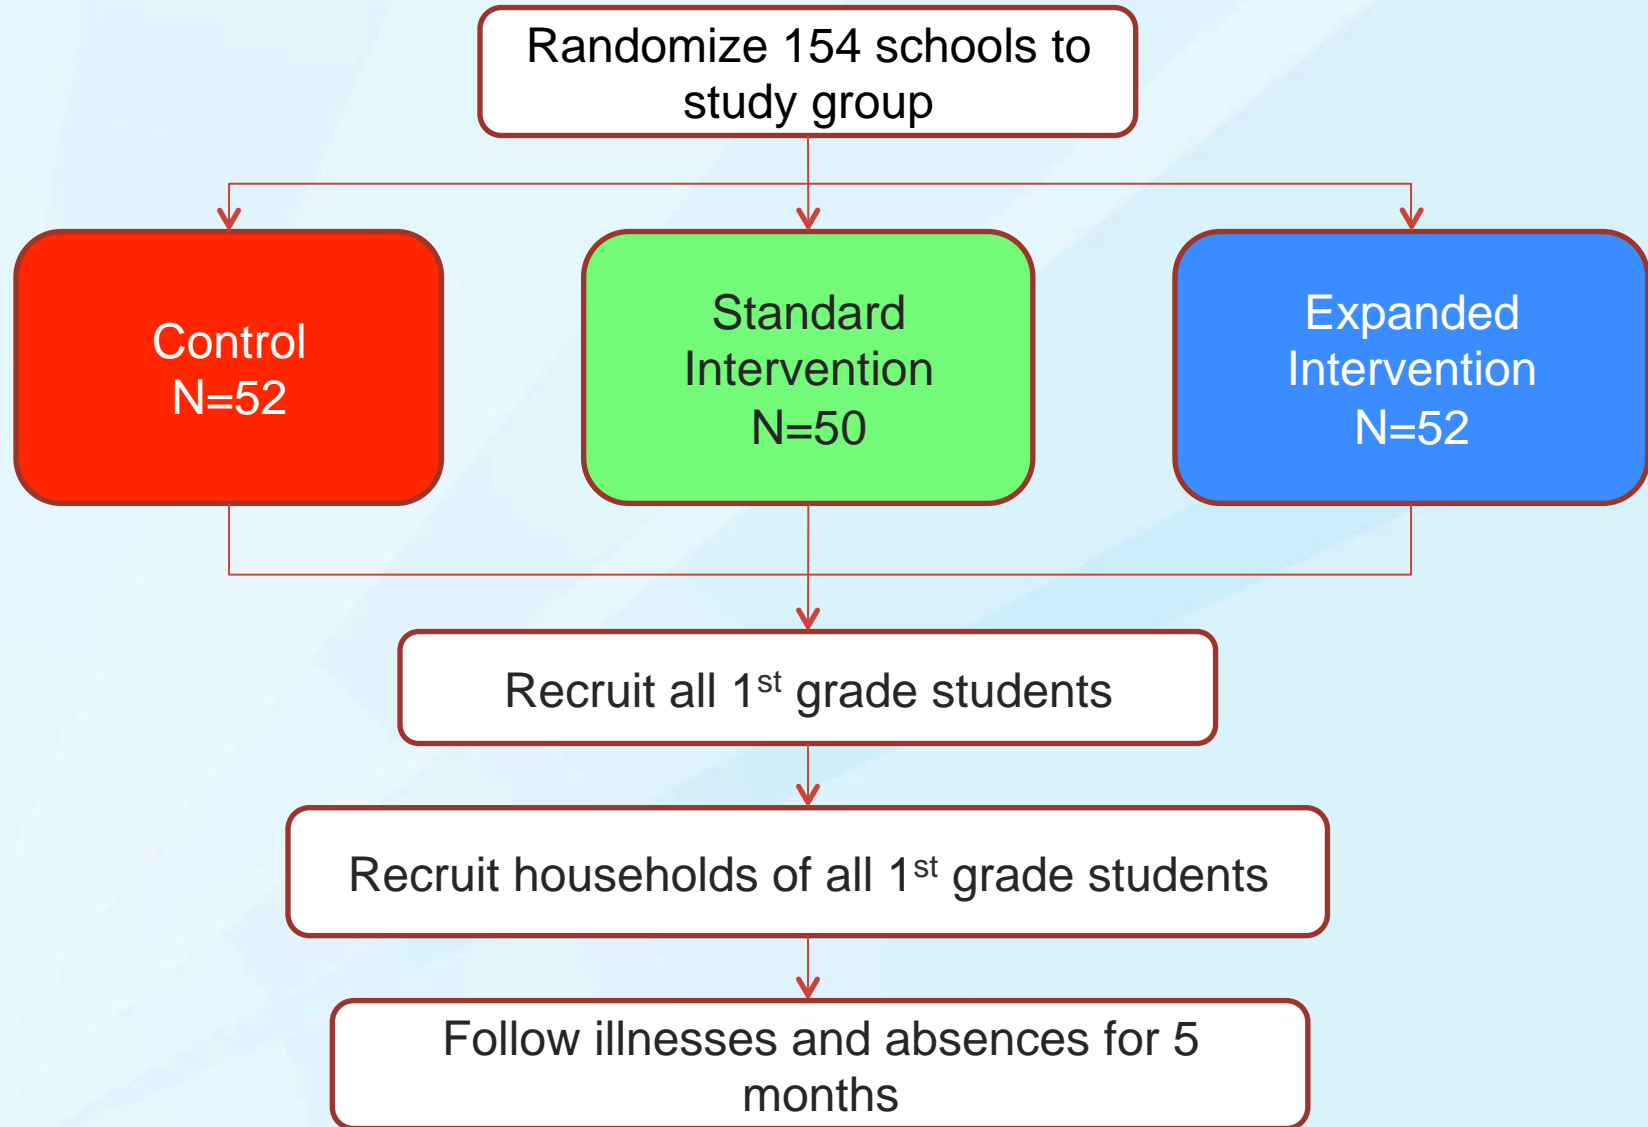 Randomize 154 schools to
study group
Control
N=52
Standard
Intervention
N=50
Expanded
Intervention
N=52
Recruit all 1st grade students
Recruit households of all 1st grade students
Follow illnesses and absences for 5
months